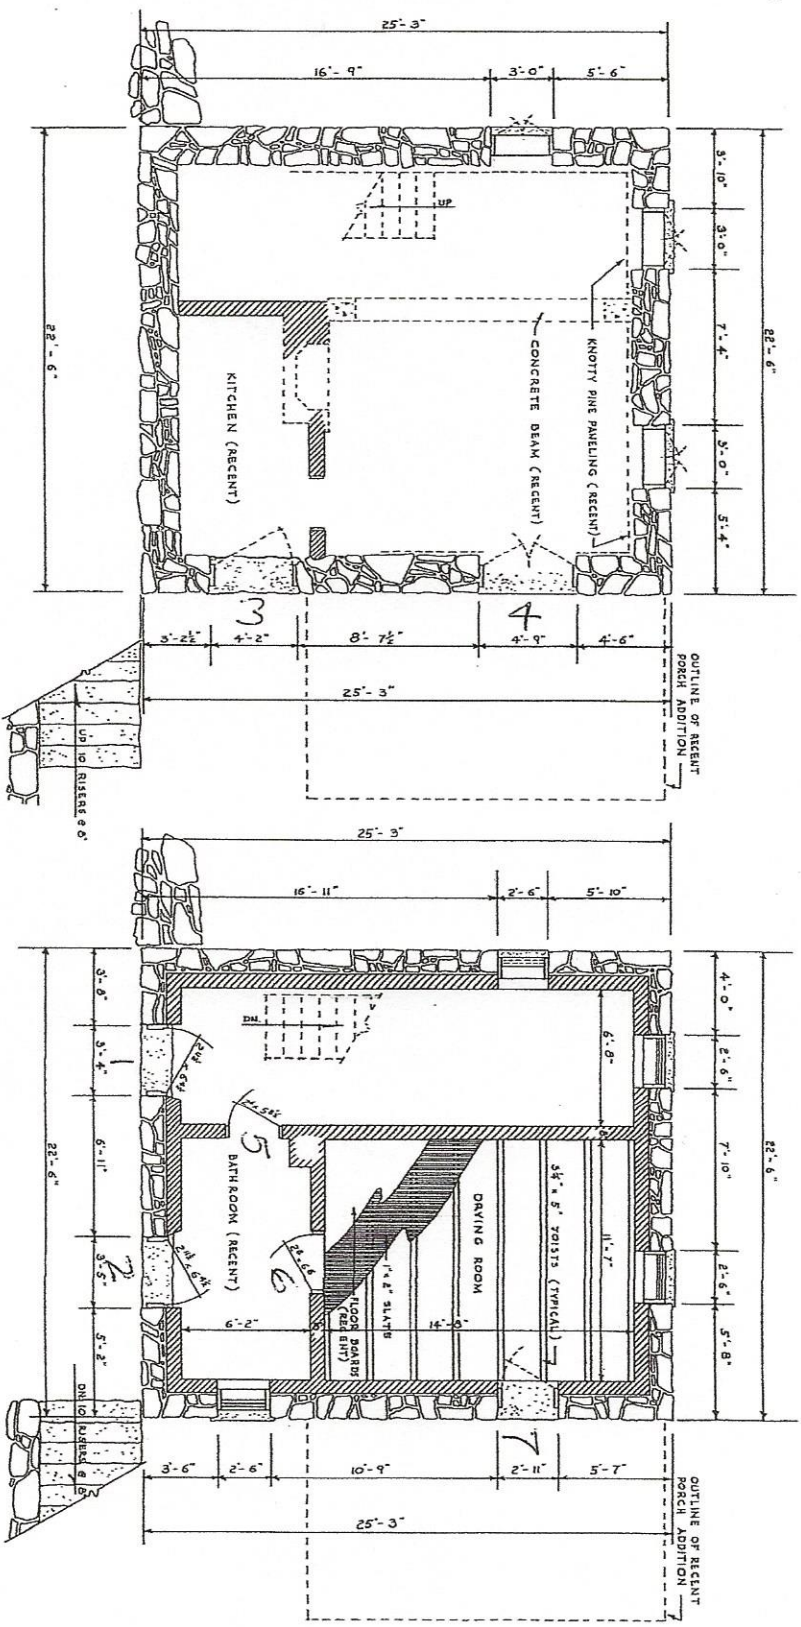 25'- 3"
16'- 9"
3'-0"
5'- 6"
22'- 6"
3'- 10"
3'-0"
7'- 4"
3'-0"
5'-4"
22'- 6"
UP
KNOTTY PINE PANELING (RECENT)
CONCRETE BEAM (RECENT)
KITCHEN (RECENT)
3
4
3'-2½"
4'-2"
8'- 7½"
4'-9"
4'-6"
25'- 3"
OUTLINE OF RECENT
PORCH ADDITION
UP 10 RISERS @ 8"
25'- 3"
16'- 11"
2'-6"
5'- 10"
22'- 6"
3'- 8"
3'- 4"
6'- 11"
3'- 5"
5'- 2"
4'- 0"
2'- 6"
7'- 10"
2'- 6"
5'- 8"
22'- 6"
1
2
DN.
6'- 8"
5
BATHROOM (RECENT)
6
DRYING ROOM
3¼" x 5" JOISTS (TYPICAL)
11'- 7"
1" x 2" SLATS
FLOOR BOARDS
(RECENT)
6'- 2"
14'- 8"
7
DN. 10 RISERS @ 8"
3'-6"
2'-6"
10'-9"
2'-11"
5'-7"
25'- 3"
OUTLINE OF RECENT
PORCH ADDITION